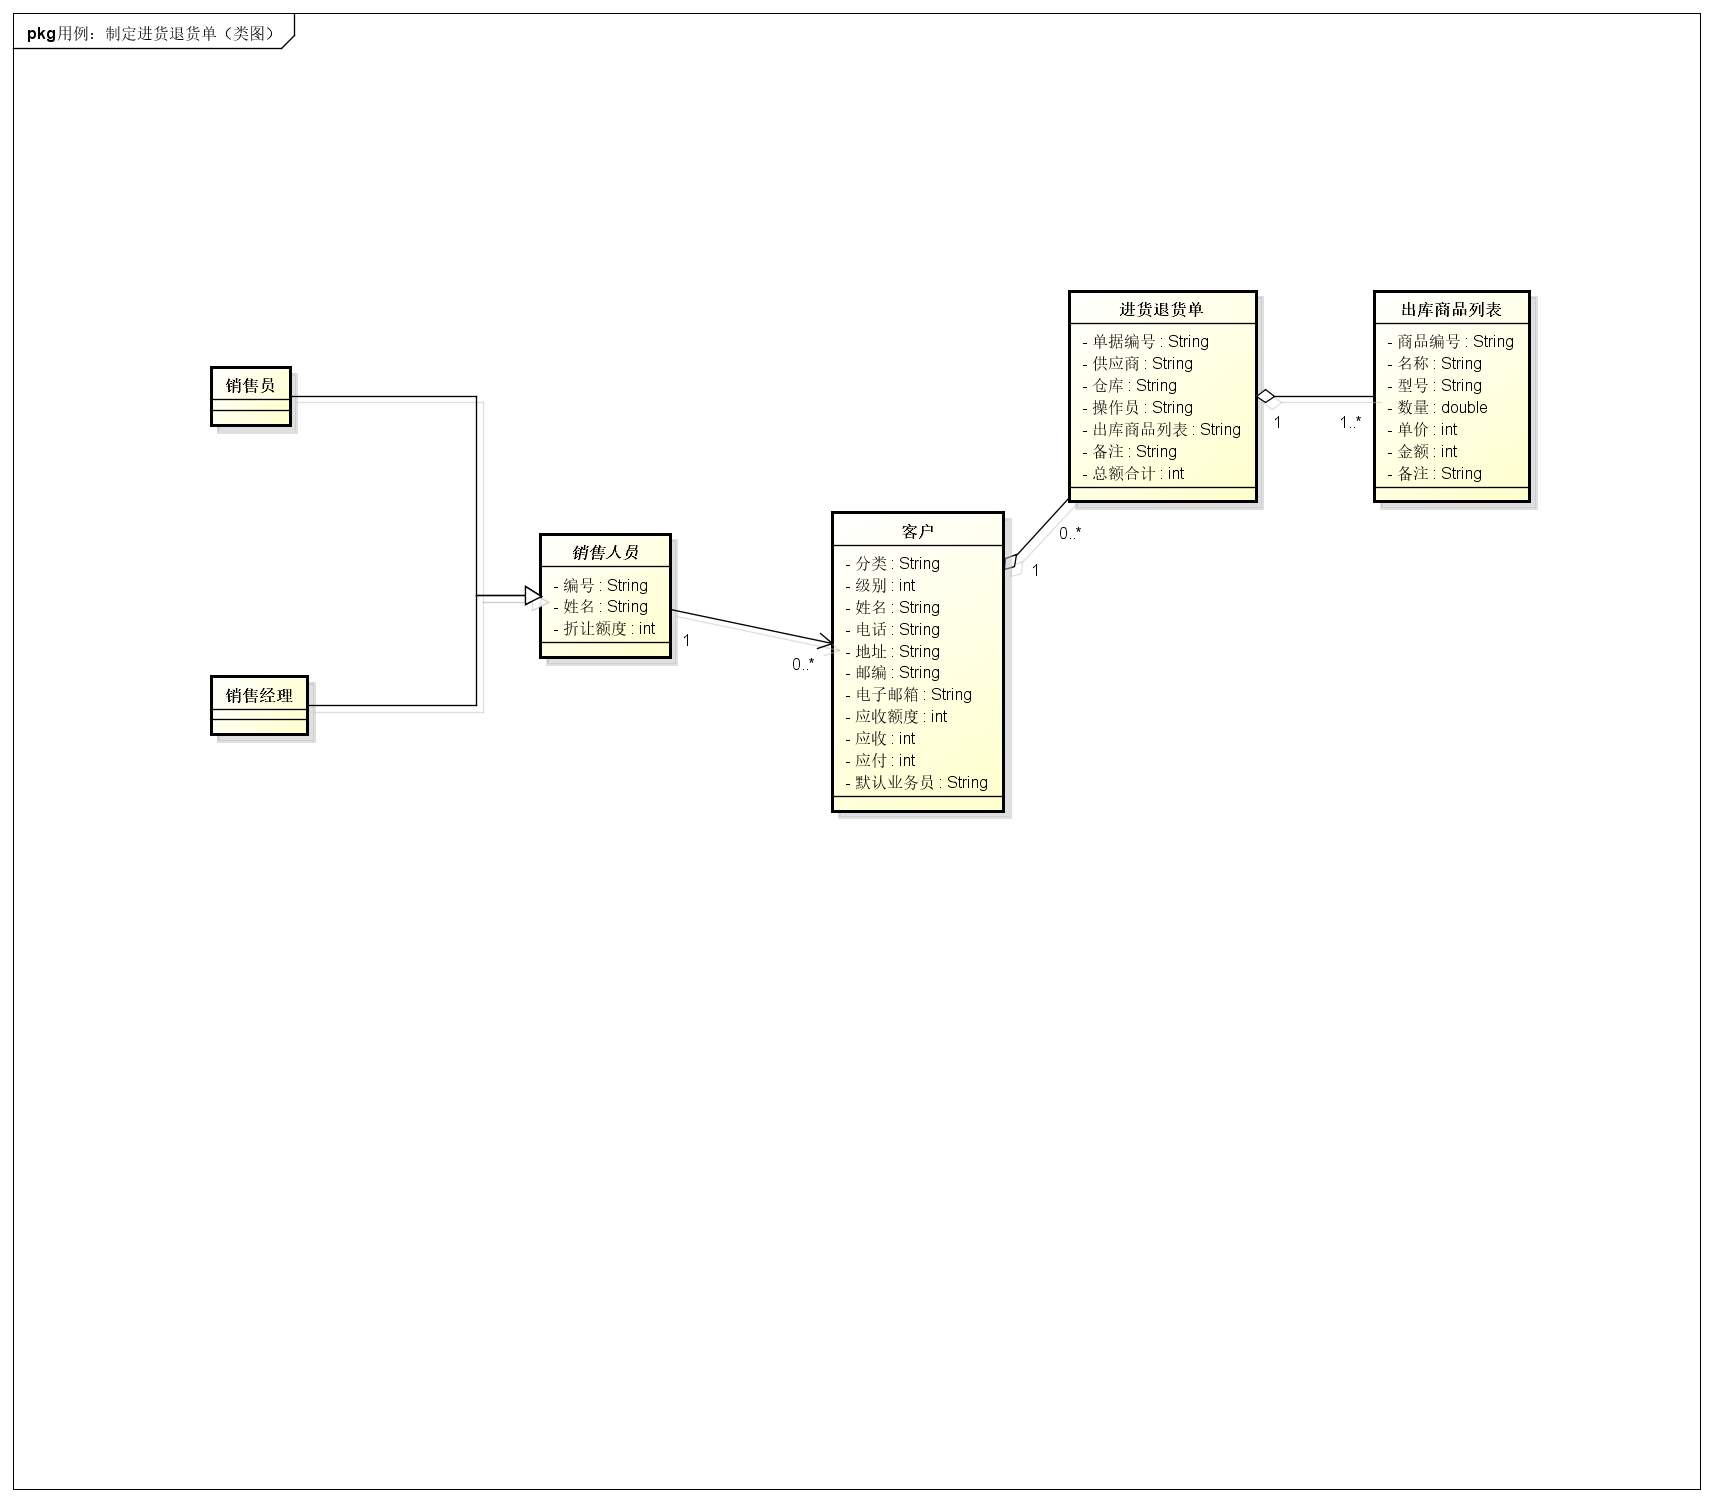 pkg用例：制定进货退货单（类图）
销售员
销售经理
销售人员
- 编号 : String
- 姓名 : String
- 折让额度 : int
1
0..*
客户
- 分类 : String
- 级别 : int
- 姓名 : String
- 电话 : String
- 地址 : String
- 邮编 : String
- 电子邮箱 : String
- 应收额度 : int
- 应收 : int
- 应付 : int
- 默认业务员 : String
1
0..*
进货退货单
- 单据编号 : String
- 供应商 : String
- 仓库 : String
- 操作员 : String
- 出库商品列表 : String
- 备注 : String
- 总额合计 : int
1
1..*
出库商品列表
- 商品编号 : String
- 名称 : String
- 型号 : String
- 数量 : double
- 单价 : int
- 金额 : int
- 备注 : String